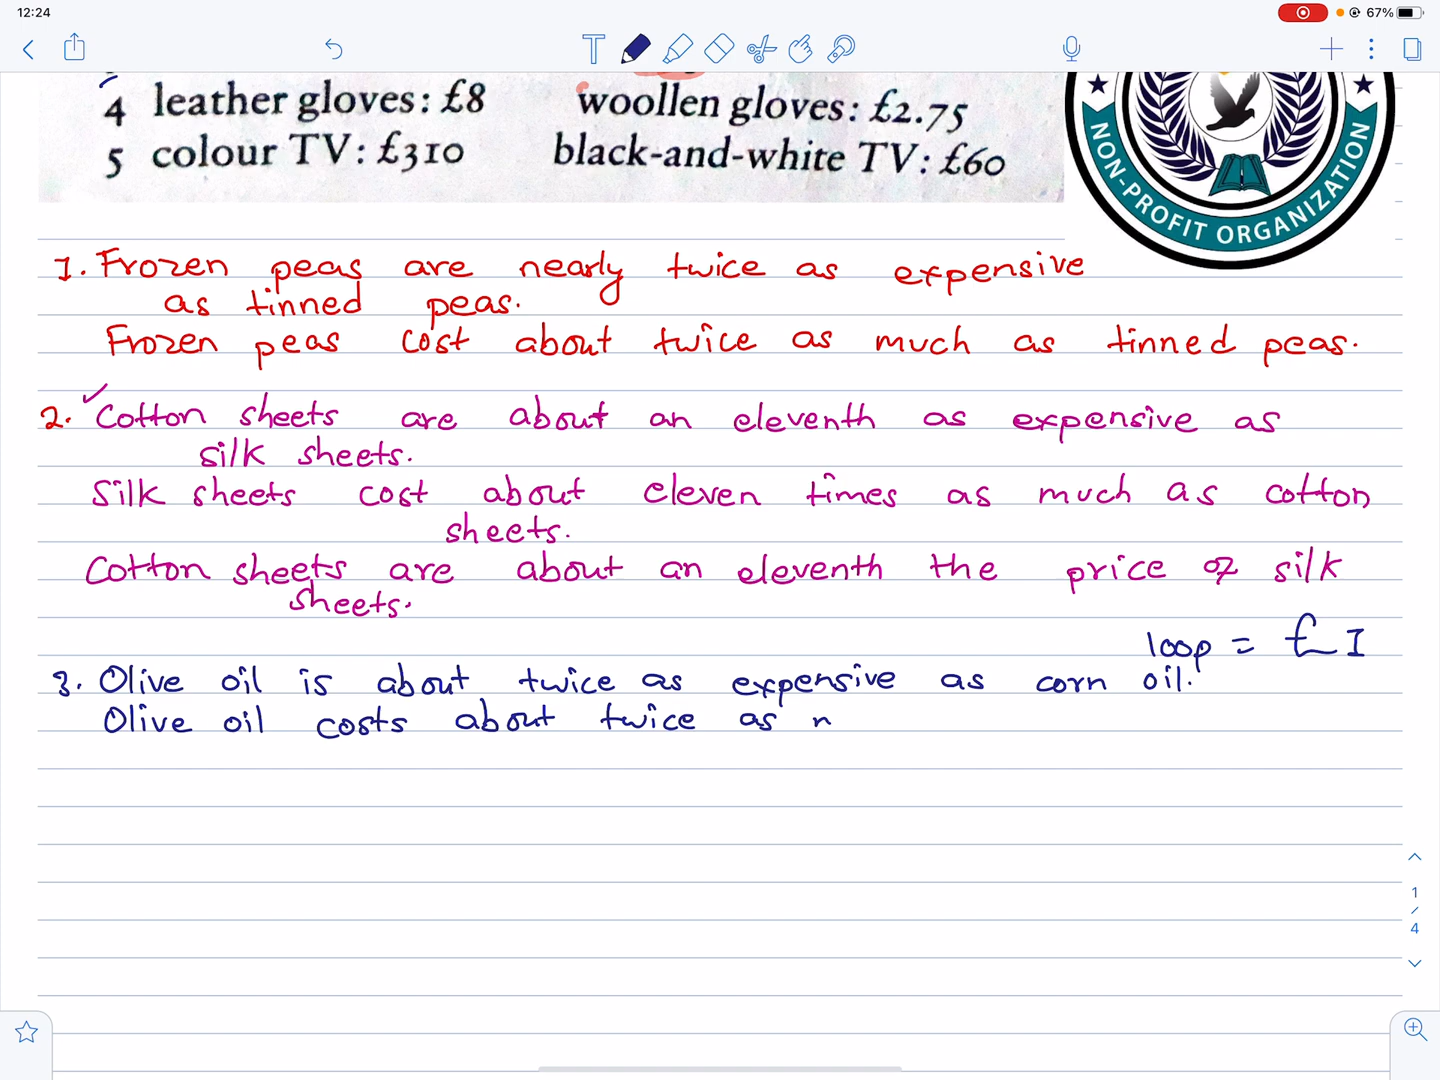 12:24
67%
4 leather gloves: £8 woollen gloves: £2.75
5 colour TV: £310 black-and-white TV: £60
NON-PROFIT ORGANIZATION
1. Frozen peas are nearly twice as expensive
as tinned peas.
Frozen peas cost about twice as much as tinned peas.
2. Cotton sheets are about an eleventh as expensive as
silk sheets.
Silk sheets cost about eleven times as much as cotton
sheets.
Cotton sheets are about an eleventh the price of silk
sheets.
100p = £1
3. Olive oil is about twice as expensive as corn oil.
Olive oil costs about twice as n
1
/
4